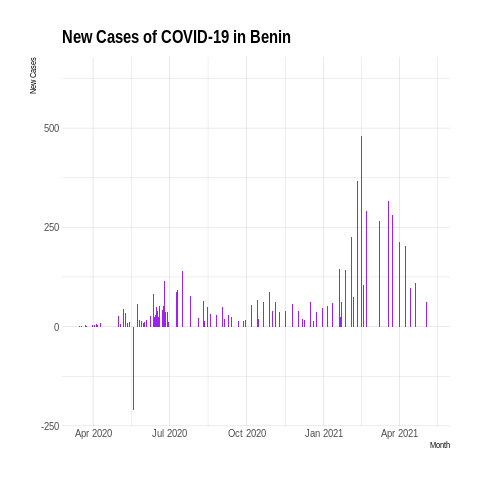 New Cases of COVID-19 in Benin
New Cases
500
250
0
-250
Apr 2020 Jul 2020 Oct 2020 Jan 2021 Apr 2021
Month